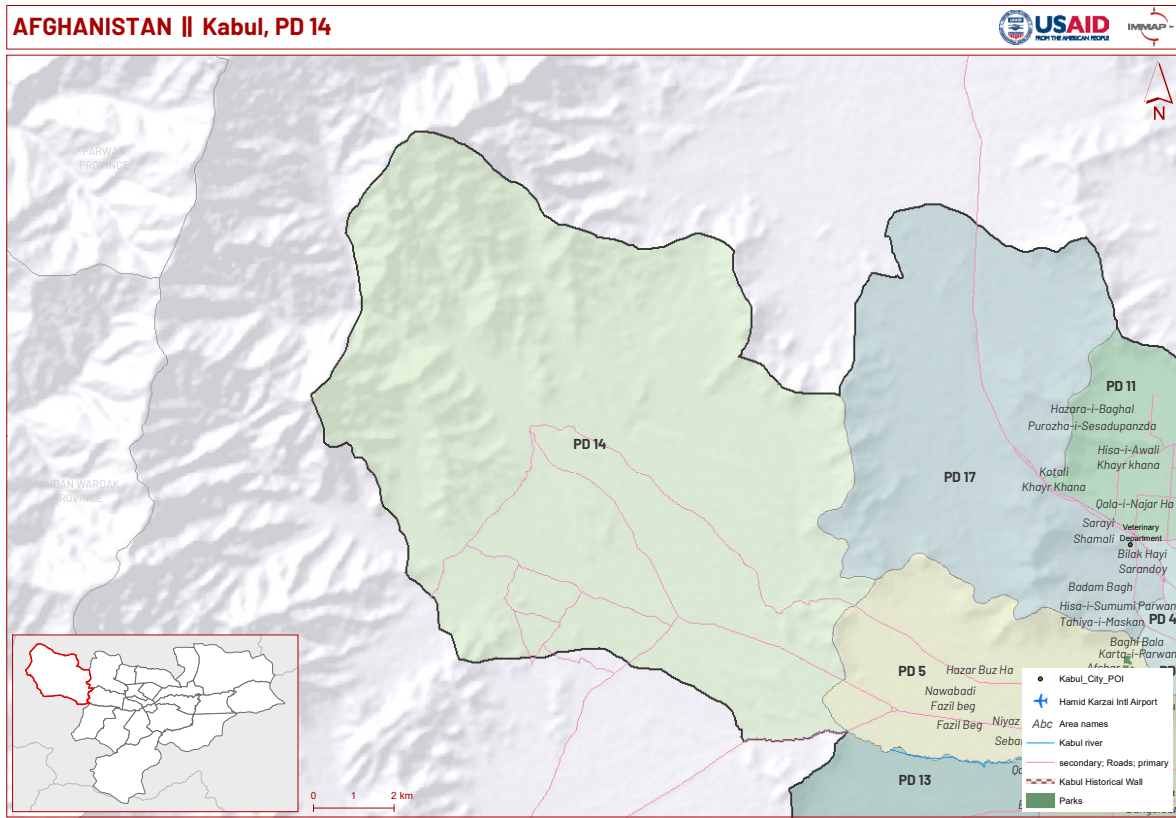 AFGHANISTAN || Kabul, PD 14
USAID
FROM THE AMERICAN PEOPLE
IMMAP
N
PARWAN
PROVINCE
PD 11
Hazara-i-Baghal
Purozha-i-Sesadupanzda
PD 14
Hisa-i-Awali
Khayr khana
PD 17
Kotali
Khayr Khana
WARDAK
PROVINCE
Qala-i-Najar Ha
Sarayi
Shamali
Veterinary
Department
Bilak Hayi
Sarandoy
Badam Bagh
Hisa-i-Sumumi Parwan
Tahiya-i-Maskan
PD 4
Baghi Bala
Karta-i-Parwan
Afshar
PD 5
Hazar Buz Ha
Nawabadi
Fazil beg
Fazil Beg
Niyaz
PD 13
Kabul_City_POI
Hamid Karzai Intl Airport
Abc Area names
Kabul river
secondary; Roads; primary
Kabul Historical Wall
Parks
0 1 2 km